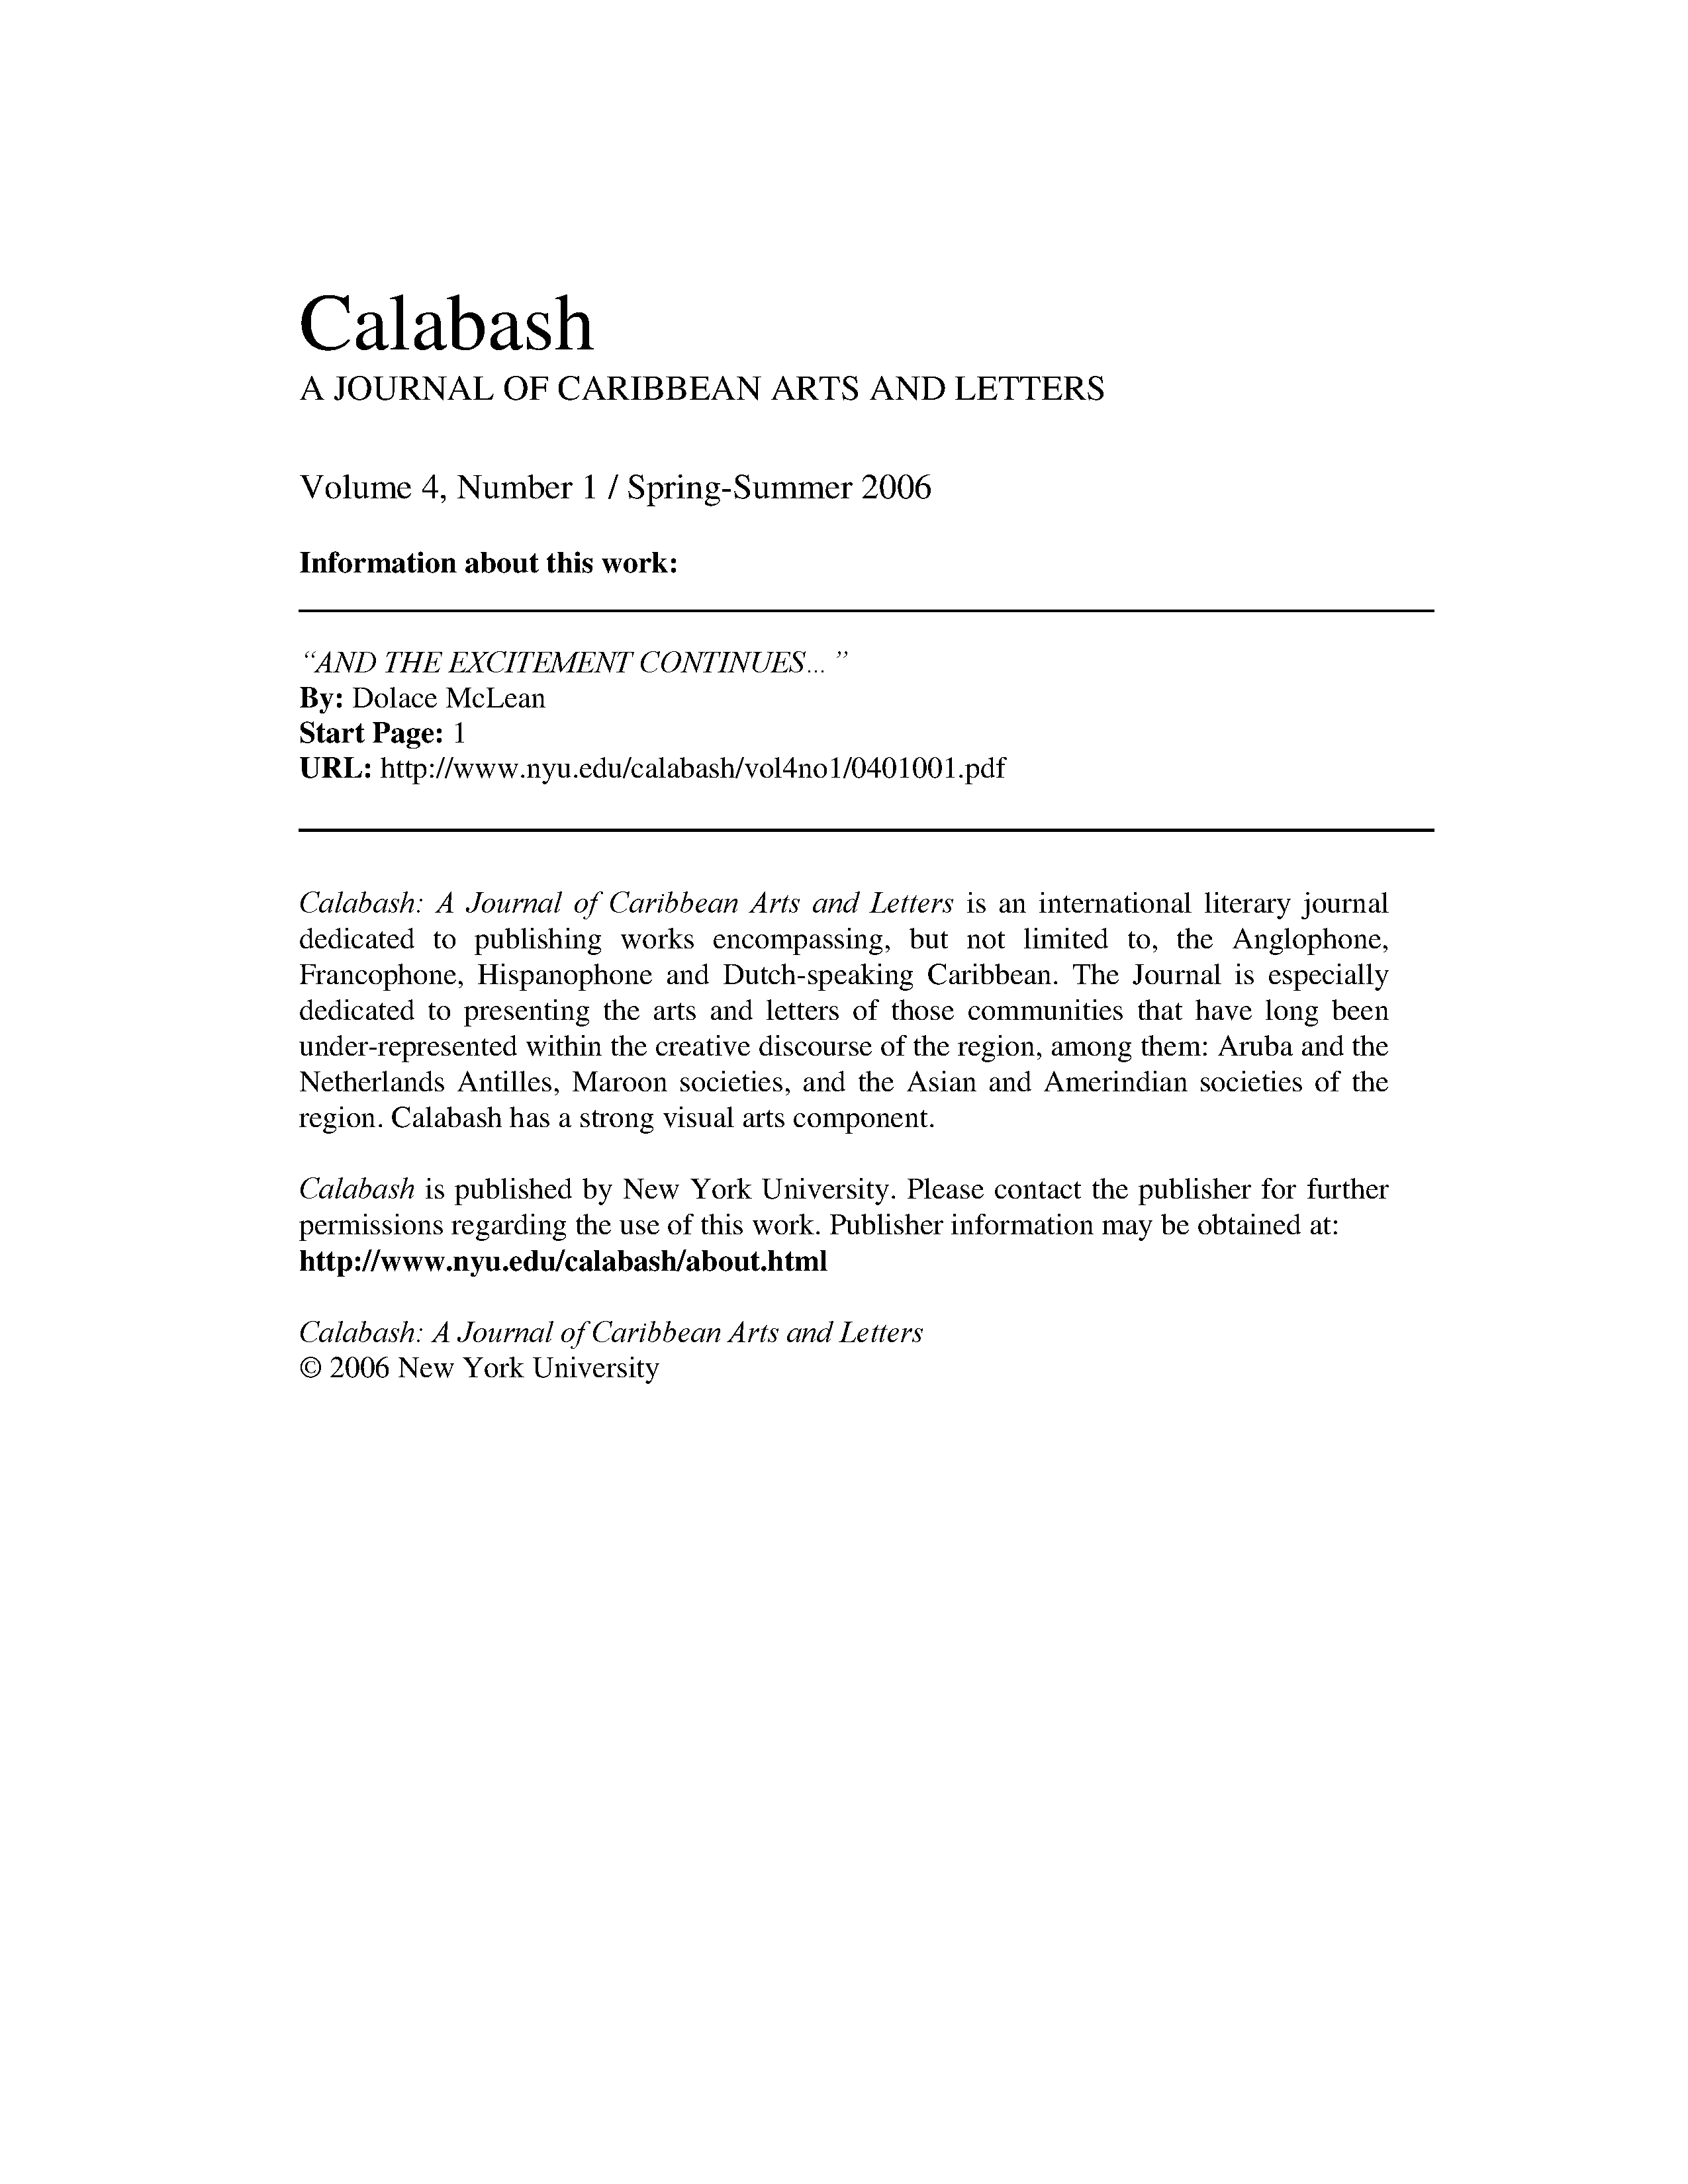 Calabash
A JOURNAL OF CARIBBEAN ARTS AND LETTERS
Volume 4, Number 1 / Spring-Summer 2006
Information about this work:
“AND THE EXCITEMENT CONTINUES... ”
By: Dolace McLean
Start Page: 1
URL: http://www.nyu.edu/calabash/vol4no1/0401001.pdf
Calabash: A Journal of Caribbean Arts and Letters is an international literary journal
dedicated to publishing works encompassing, but not limited to, the Anglophone,
Francophone, Hispanophone and Dutch-speaking Caribbean. The Journal is especially
dedicated to presenting the arts and letters of those communities that have long been
under-represented within the creative discourse of the region, among them: Aruba and the
Netherlands Antilles, Maroon societies, and the Asian and Amerindian societies of the
region. Calabash has a strong visual arts component.
Calabash is published by New York University. Please contact the publisher for further
permissions regarding the use of this work. Publisher information may be obtained at:
http://www.nyu.edu/calabash/about.html
Calabash: A Journal of Caribbean Arts and Letters
© 2006 New York University